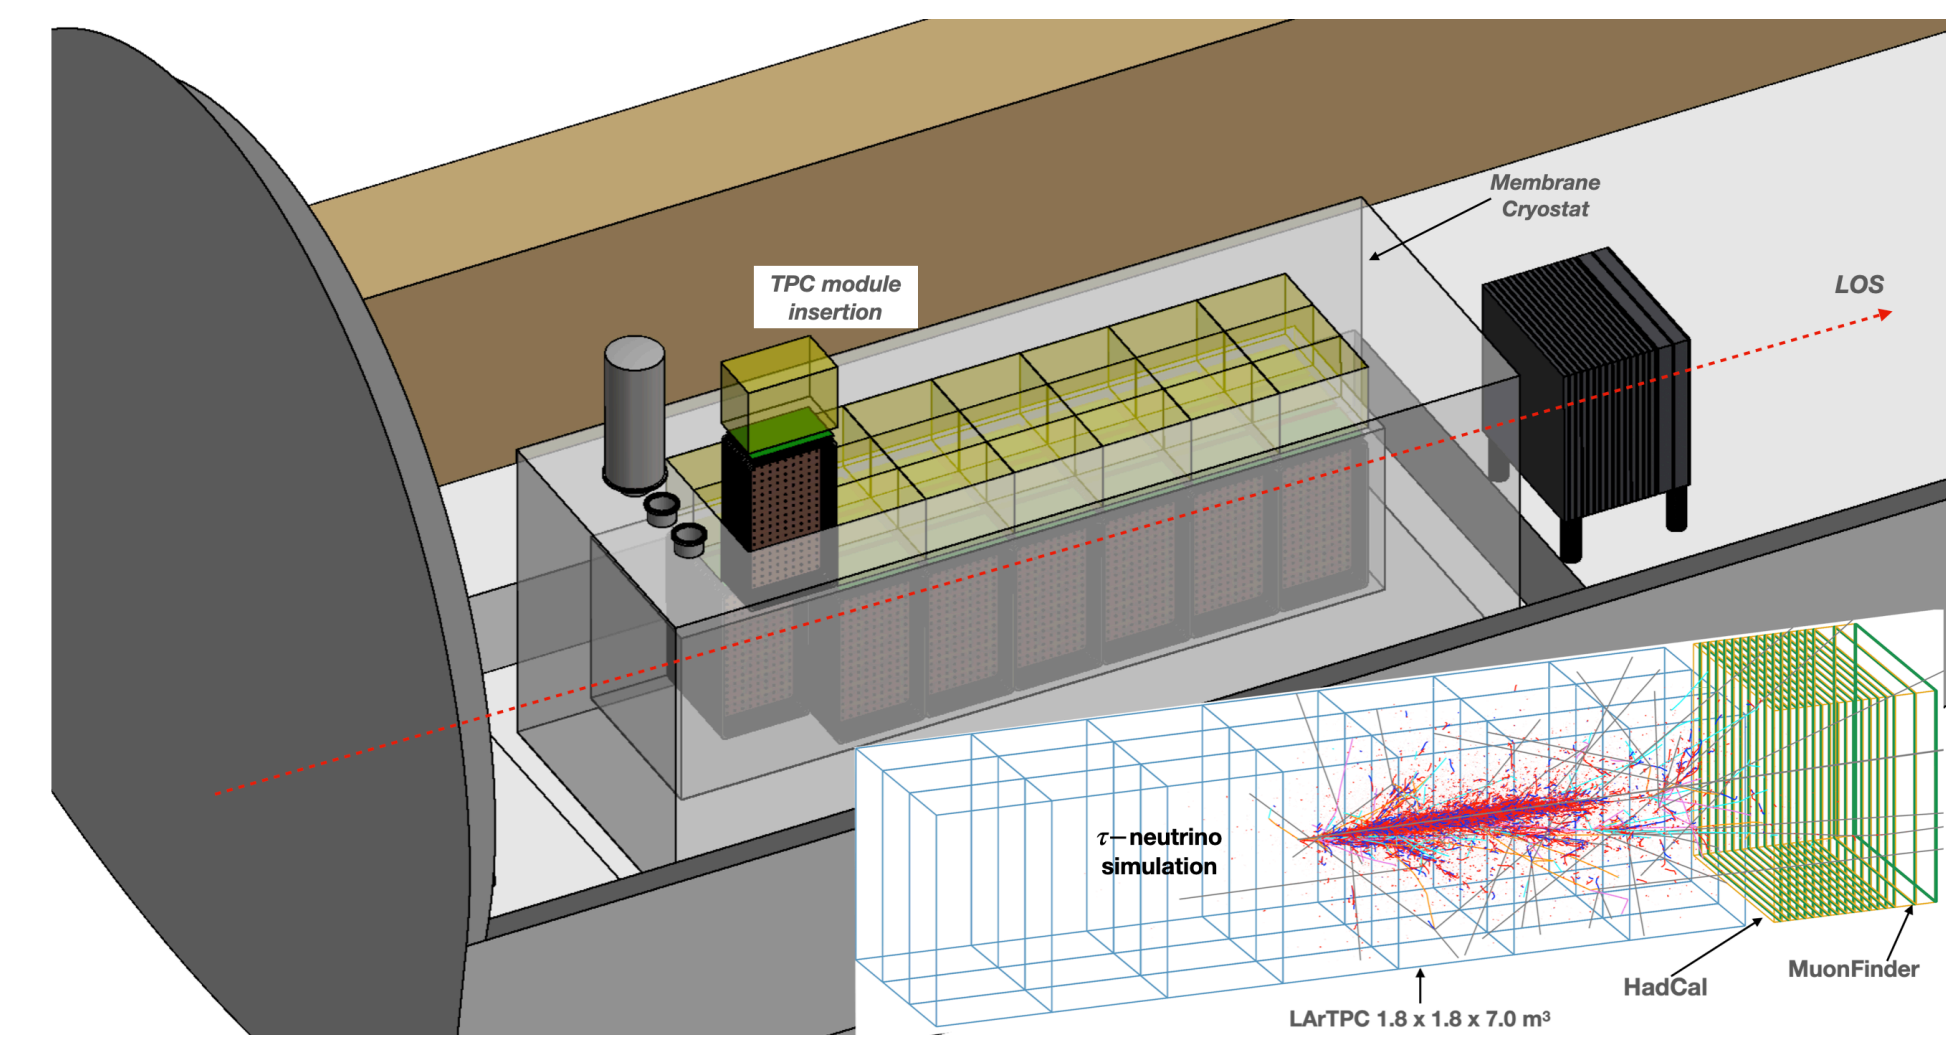 Membrane
Cryostat
TPC module
insertion
LOS
τ−neutrino
simulation
HadCal
MuonFinder
LArTPC 1.8 x 1.8 x 7.0 m³